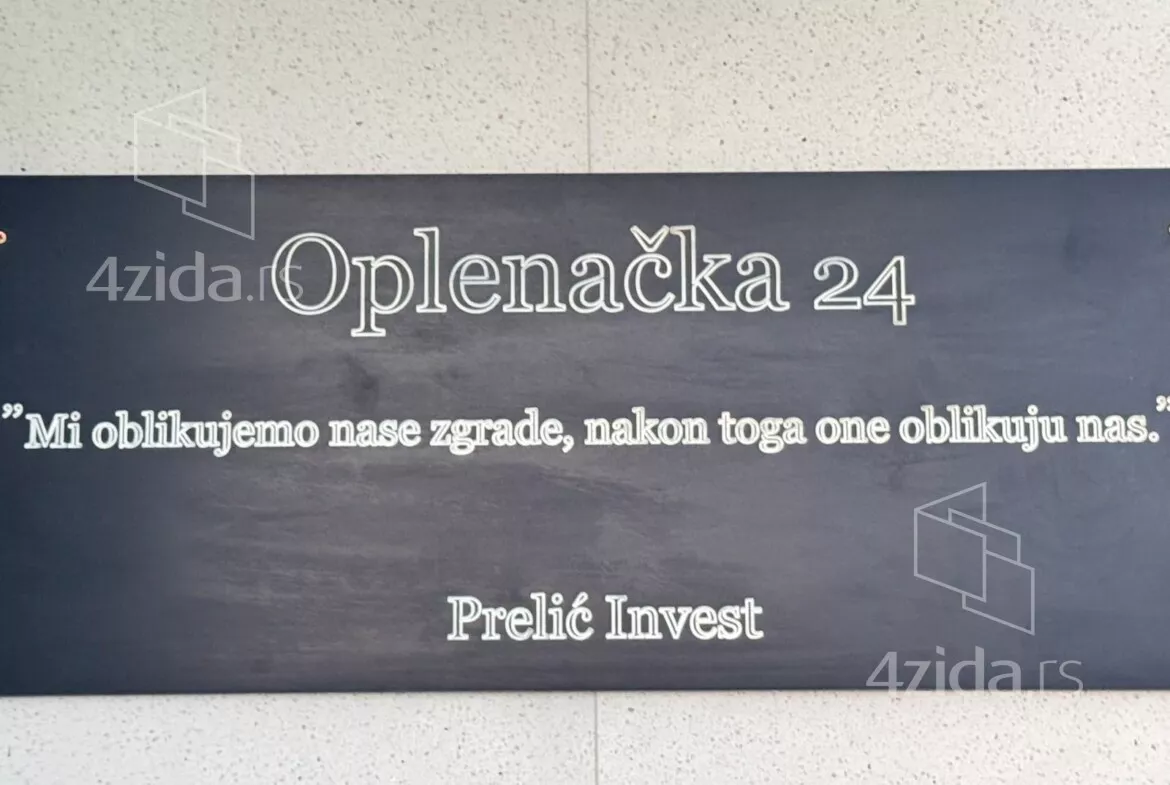 4zida.rs
Oplenačka 24
”Mi oblikujemo nase zgrade, nakon toga one oblikuju nas.”
Prelić Invest
4zida.rs